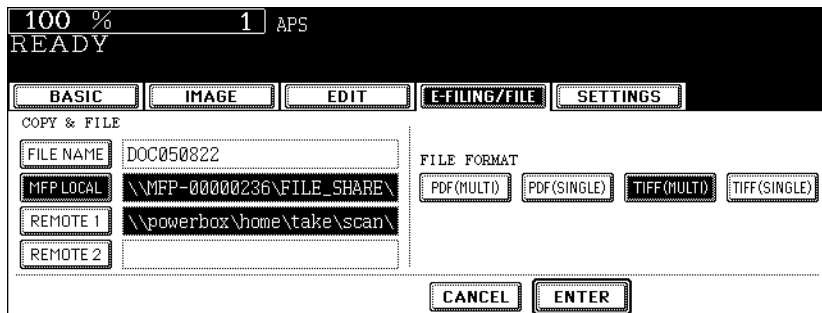 100 % 1 APS
READY
BASIC IMAGE EDIT E-FILING/FILE SETTINGS
COPY & FILE
FILE NAME DOC050822
FILE FORMAT
MFP LOCAL \\MFP-00000236\FILE_SHARE\
PDF(MULTI) PDF(SINGLE) TIFF(MULTI) TIFF(SINGLE)
REMOTE 1 \\powerbox\home\take\scan\
REMOTE 2
CANCEL ENTER